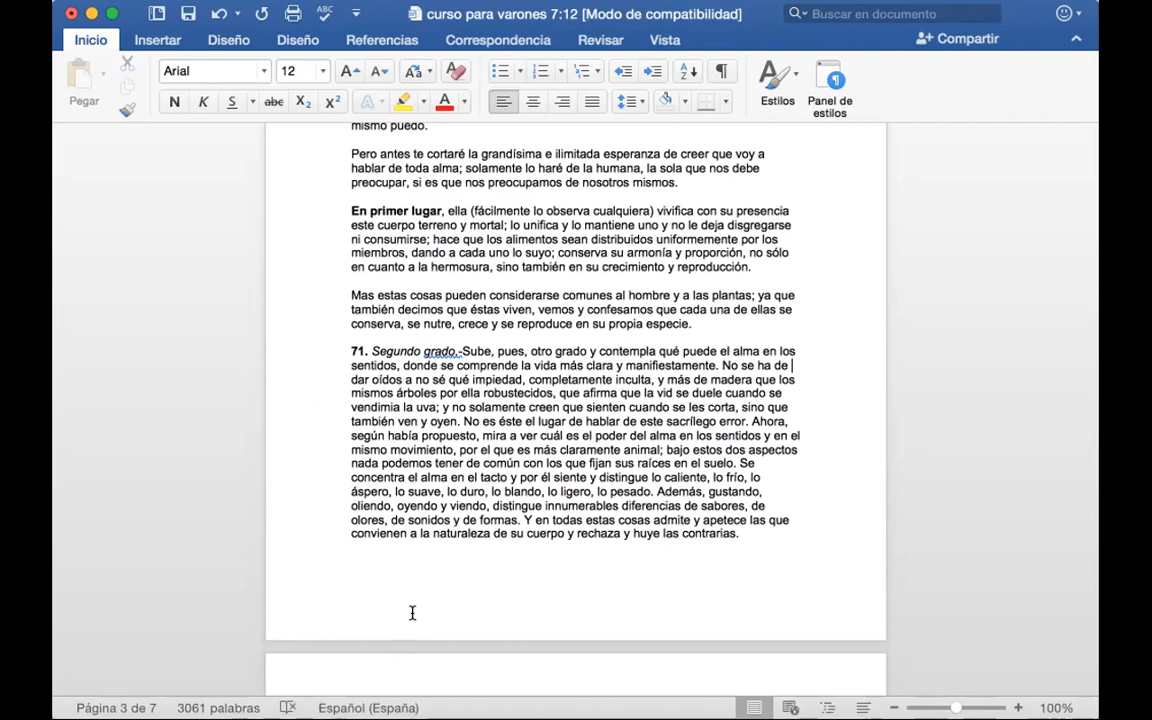 curso para varones 7:12 [Modo de compatibilidad]
Buscar en documento
Inicio
Insertar
Diseño
Diseño
Referencias
Correspondencia
Revisar
Vista
Compartir
Pegar
Arial
12
N K S abc X₂ X²
Estilos
Panel de estilos
mismo puedo.
Pero antes te cortaré la grandísima e ilimitada esperanza de creer que voy a
hablar de toda alma; solamente lo haré de la humana, la sola que nos debe
preocupar, si es que nos preocupamos de nosotros mismos.
En primer lugar, ella (fácilmente lo observa cualquiera) vivifica con su presencia
este cuerpo terreno y mortal; lo unifica y lo mantiene uno y no le deja disgregarse
ni consumirse; hace que los alimentos sean distribuidos uniformemente por los
miembros, dando a cada uno lo suyo; conserva su armonía y proporción, no sólo
en cuanto a la hermosura, sino también en su crecimiento y reproducción.
Mas estas cosas pueden considerarse comunes al hombre y a las plantas; ya que
también decimos que éstas viven, vemos y confesamos que cada una de ellas se
conserva, se nutre, crece y se reproduce en su propia especie.
71. Segundo grado.-Sube, pues, otro grado y contempla qué puede el alma en los
sentidos, donde se comprende la vida más clara y manifiestamente. No se ha de
dar oídos a no sé qué impiedad, completamente inculta, y más de madera que los
mismos árboles por ella robustecidos, que afirma que la vid se duele cuando se
vendimia la uva; y no solamente creen que sienten cuando se les corta, sino que
también ven y oyen. No es éste el lugar de hablar de este sacrílego error. Ahora,
según había propuesto, mira a ver cuál es el poder del alma en los sentidos y en el
mismo movimiento, por el que es más claramente animal; bajo estos dos aspectos
nada podemos tener de común con los que fijan sus raíces en el suelo. Se
concentra el alma en el tacto y por él siente y distingue lo caliente, lo frío, lo
áspero, lo suave, lo duro, lo blando, lo ligero, lo pesado. Además, gustando,
oliendo, oyendo y viendo, distingue innumerables diferencias de sabores, de
olores, de sonidos y de formas. Y en todas estas cosas admite y apetece las que
convienen a la naturaleza de su cuerpo y rechaza y huye las contrarias.
Página 3 de 7
3061 palabras
Español (España)
100%